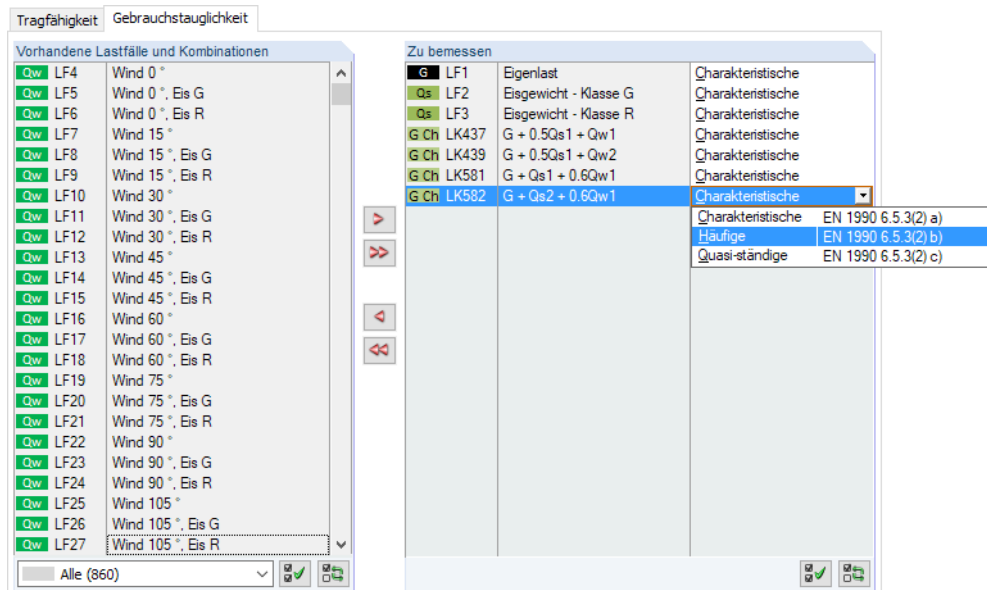 Tragfähigkeit Gebrauchstauglichkeit
Vorhandene Lastfälle und Kombinationen
Qw LF4 Wind 0 °
Qw LF5 Wind 0 °, Eis G
Qw LF6 Wind 0 °, Eis R
Qw LF7 Wind 15 °
Qw LF8 Wind 15 °, Eis G
Qw LF9 Wind 15 °, Eis R
Qw LF10 Wind 30 °
Qw LF11 Wind 30 °, Eis G
Qw LF12 Wind 30 °, Eis R
Qw LF13 Wind 45 °
Qw LF14 Wind 45 °, Eis G
Qw LF15 Wind 45 °, Eis R
Qw LF16 Wind 60 °
Qw LF17 Wind 60 °, Eis G
Qw LF18 Wind 60 °, Eis R
Qw LF19 Wind 75 °
Qw LF20 Wind 75 °, Eis G
Qw LF21 Wind 75 °, Eis R
Qw LF22 Wind 90 °
Qw LF23 Wind 90 °, Eis G
Qw LF24 Wind 90 °, Eis R
Qw LF25 Wind 105 °
Qw LF26 Wind 105 °, Eis G
Qw LF27 Wind 105 °, Eis R
Alle (860)
Zu bemessen
G LF1 Eigenlast Charakteristische
Qs LF2 Eisgewicht - Klasse G Charakteristische
Qs LF3 Eisgewicht - Klasse R Charakteristische
G Ch LK437 G + 0.5Qs1 + Qw1 Charakteristische
G Ch LK439 G + 0.5Qs1 + Qw2 Charakteristische
G Ch LK581 G + Qs1 + 0.6Qw1 Charakteristische
G Ch LK582 G + Qs2 + 0.6Qw1 Charakteristische
Charakteristische EN 1990 6.5.3(2) a)
Häufige EN 1990 6.5.3(2) b)
Quasi-ständige EN 1990 6.5.3(2) c)